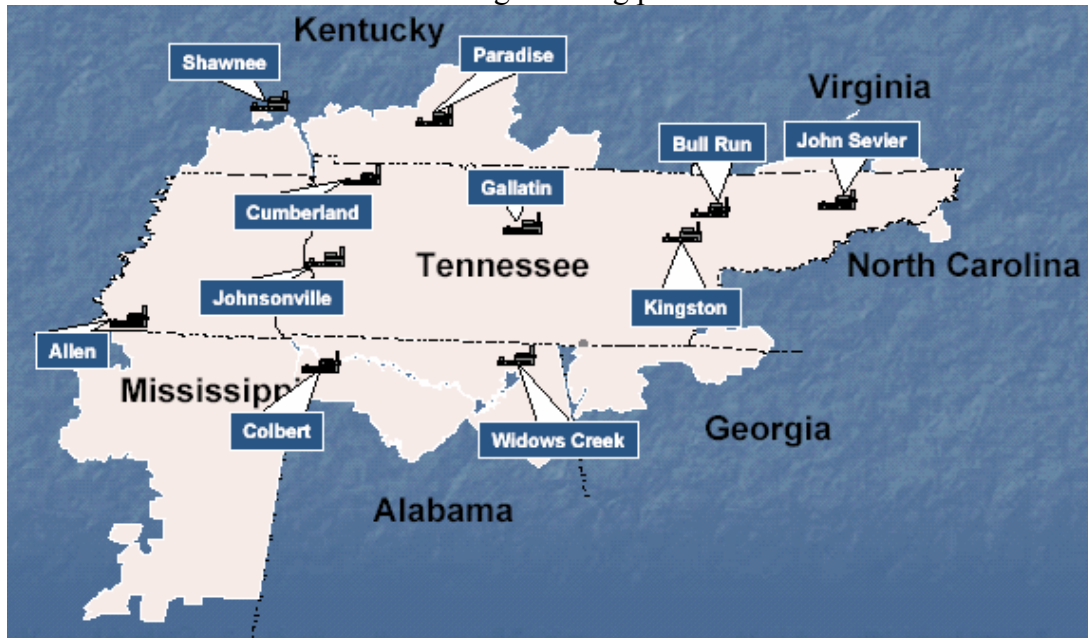 Kentucky
Shawnee
Paradise
Virginia
Bull Run
John Sevier
Gallatin
Cumberland
Tennessee
North Carolina
Johnsonville
Kingston
Allen
Mississippi
Colbert
Widows Creek
Georgia
Alabama